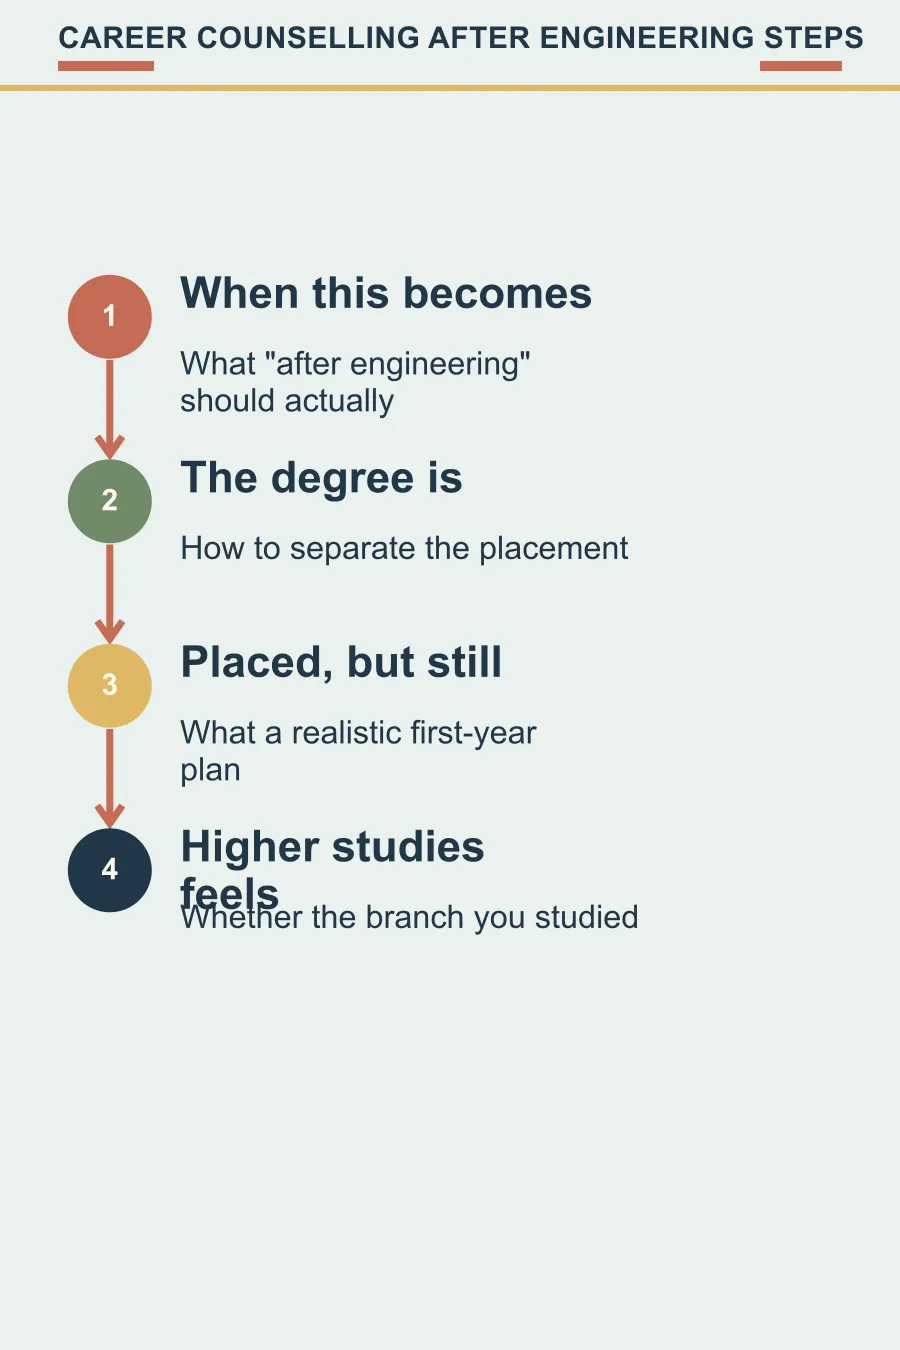 CAREER COUNSELLING AFTER ENGINEERING STEPS
1
When this becomes
What "after engineering"
should actually
2
The degree is
How to separate the placement
3
Placed, but still
What a realistic first-year
plan
4
Higher studies
feels
Whether the branch you studied